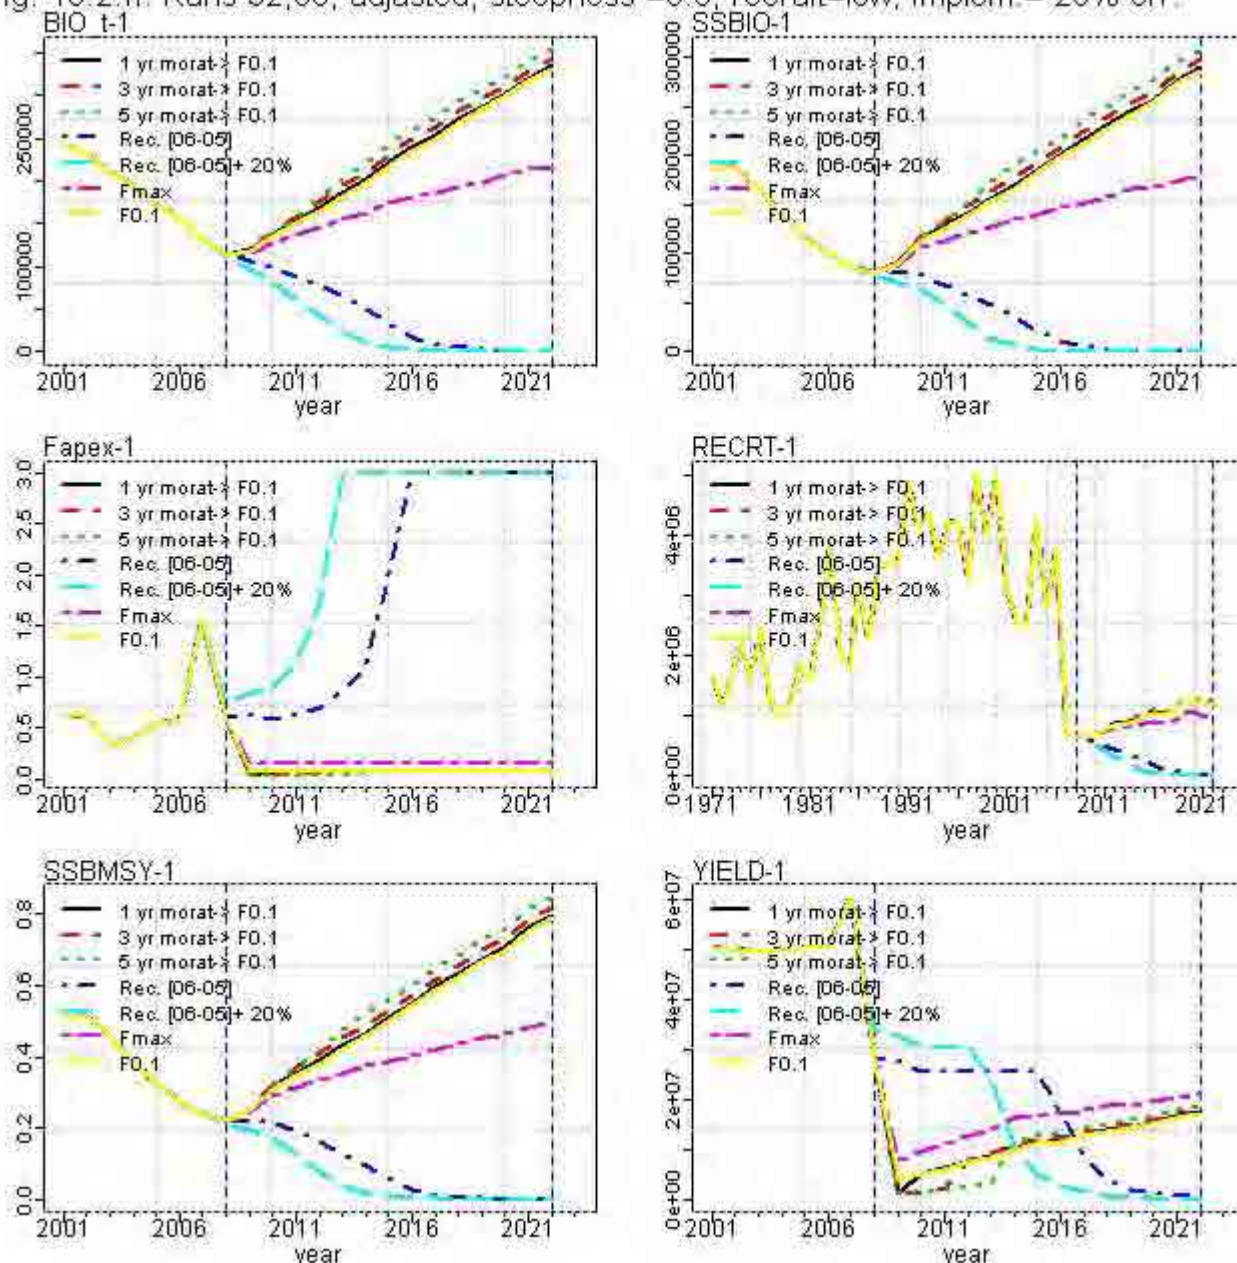 BIO_t-1
1 yr morat-> F0.1
3 yr morat-> F0.1
5 yr morat-> F0.1
Rec. [06-05]
Rec. [06-05]+ 20%
Fmax
F0.1
0 100000 250000
2001 2006 2011 2016 2021
year
SSBIO-1
1 yr morat-> F0.1
3 yr morat-> F0.1
5 yr morat-> F0.1
Rec. [06-05]
Rec. [06-05]+ 20%
Fmax
F0.1
0 100000 200000 300000
2001 2006 2011 2016 2021
year
Fapex-1
1 yr morat-> F0.1
3 yr morat-> F0.1
5 yr morat-> F0.1
Rec. [06-05]
Rec. [06-05]+ 20%
Fmax
F0.1
0.0 0.5 1.0 1.5 2.0 2.5 3.0
2001 2006 2011 2016 2021
year
RECRT-1
1 yr morat-> F0.1
3 yr morat-> F0.1
5 yr morat-> F0.1
Rec. [06-05]
Rec. [06-05]+ 20%
Fmax
F0.1
0e+00 2e+06 4e+06
1971 1981 1991 2001 2011 2021
year
SSBMSY-1
1 yr morat-> F0.1
3 yr morat-> F0.1
5 yr morat-> F0.1
Rec. [06-05]
Rec. [06-05]+ 20%
Fmax
F0.1
0.0 0.2 0.4 0.6 0.8
2001 2006 2011 2016 2021
year
YIELD-1
1 yr morat-> F0.1
3 yr morat-> F0.1
5 yr morat-> F0.1
Rec. [06-05]
Rec. [06-05]+ 20%
Fmax
F0.1
0e+00 2e+07 4e+07 6e+07
2001 2006 2011 2016 2021
year